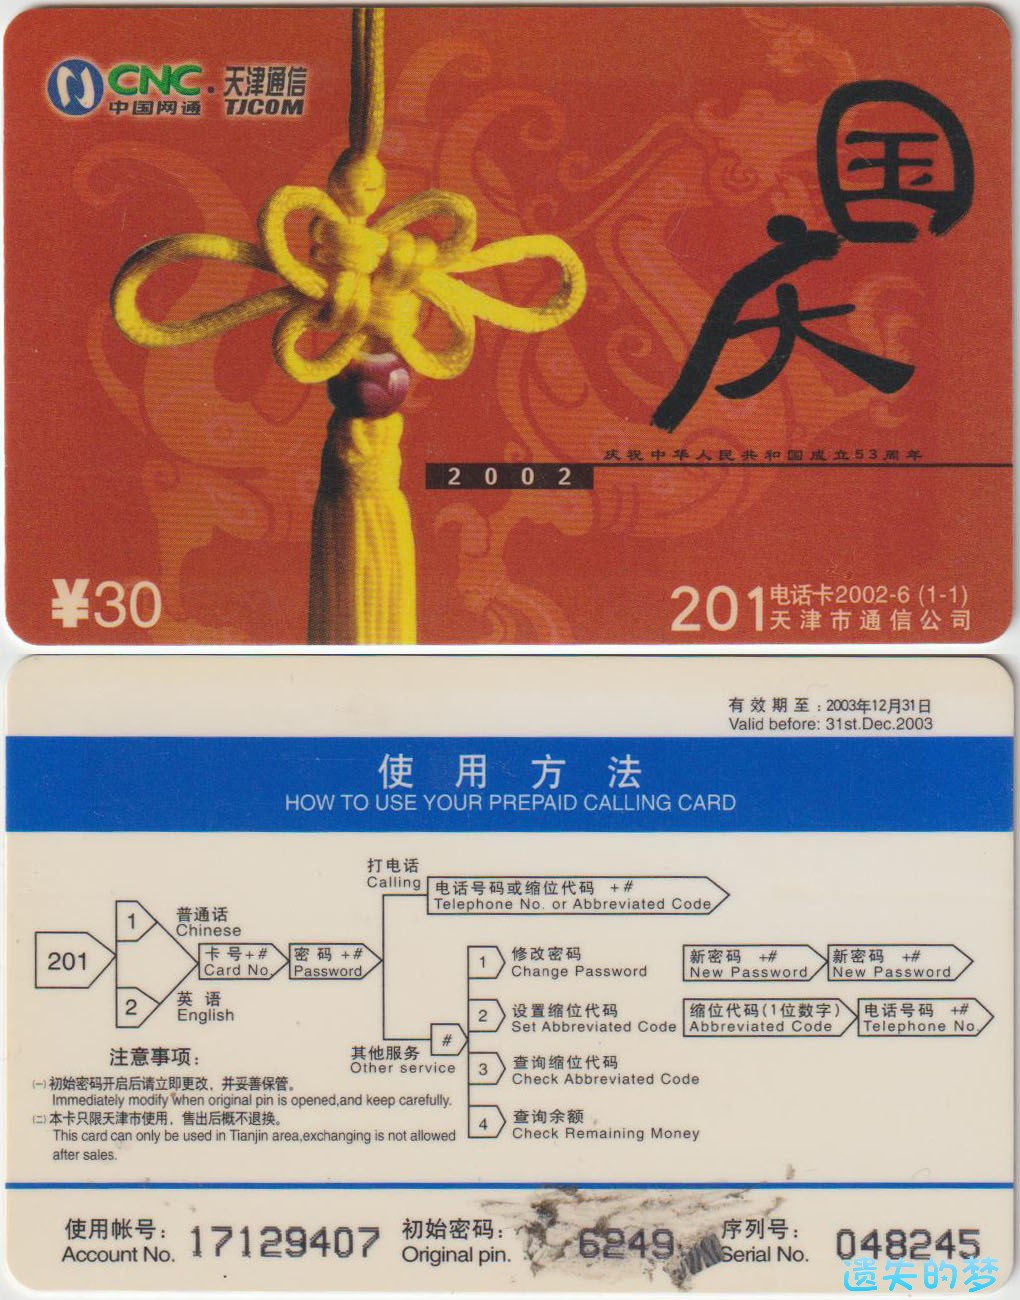 CNC·天津通信
中国网通 TJCOM
国庆
庆祝中华人民共和国成立53周年
2002
¥30
201电话卡2002-6 (1-1)
天津市通信公司
有效期至：2003年12月31日
Valid before: 31st.Dec.2003
使用方法
HOW TO USE YOUR PREPAID CALLING CARD
打电话
Calling
电话号码或缩位代码 +#
Telephone No. or Abbreviated Code
201
1
普通话
Chinese
2
英语
English
卡号+#
Card No.
密码 +#
Password
其他服务
Other service
#
1
修改密码
Change Password
新密码 +#
New Password
新密码 +#
New Password
2
设置缩位代码
Set Abbreviated Code
缩位代码(1位数字)
Abbreviated Code
电话号码 +#
Telephone No.
3
查询缩位代码
Check Abbreviated Code
4
查询余额
Check Remaining Money
注意事项：
㈠初始密码开启后请立即更改，并妥善保管。
Immediately modify when original pin is opened,and keep carefully.
㈡本卡只限天津市使用，售出后概不退换。
This card can only be used in Tianjin area,exchanging is not allowed
after sales.
使用帐号：
Account No.
17129407
初始密码：
Original pin.
6249
序列号：
Serial No.
048245
遗失的梦